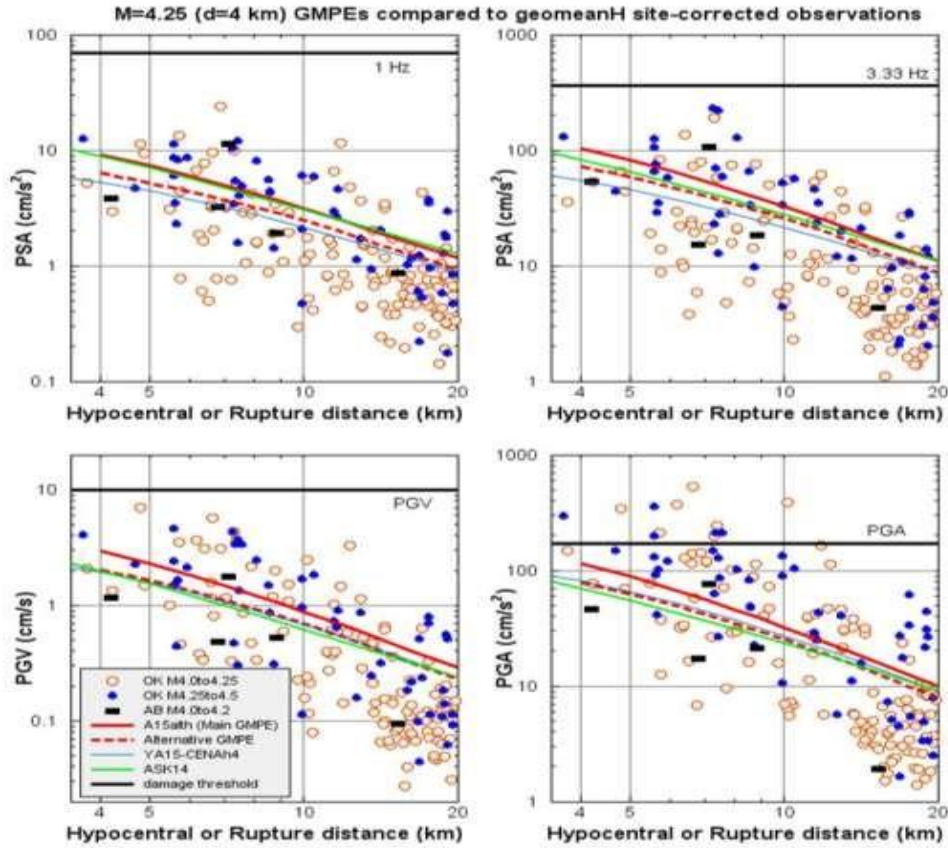 M=4.25 (d=4 km) GMPEs compared to geomeanH site-corrected observations
100
10
1
0.1
PSA (cm/s²)
1 Hz
4 5 10 20
Hypocentral or Rupture distance (km)
1000
100
10
1
PSA (cm/s²)
3.33 Hz
4 5 10 20
Hypocentral or Rupture distance (km)
10
1
0.1
PGV (cm/s)
PGV
OK M4.0to4.25
OK M4.25to4.5
AB M4.0to4.2
A15alth (Main GMPE)
Alternative GMPE
YA15-CENAh4
ASK14
damage threshold
4 5 10 20
Hypocentral or Rupture distance (km)
1000
100
10
1
PGA (cm/s²)
PGA
4 5 10 20
Hypocentral or Rupture distance (km)